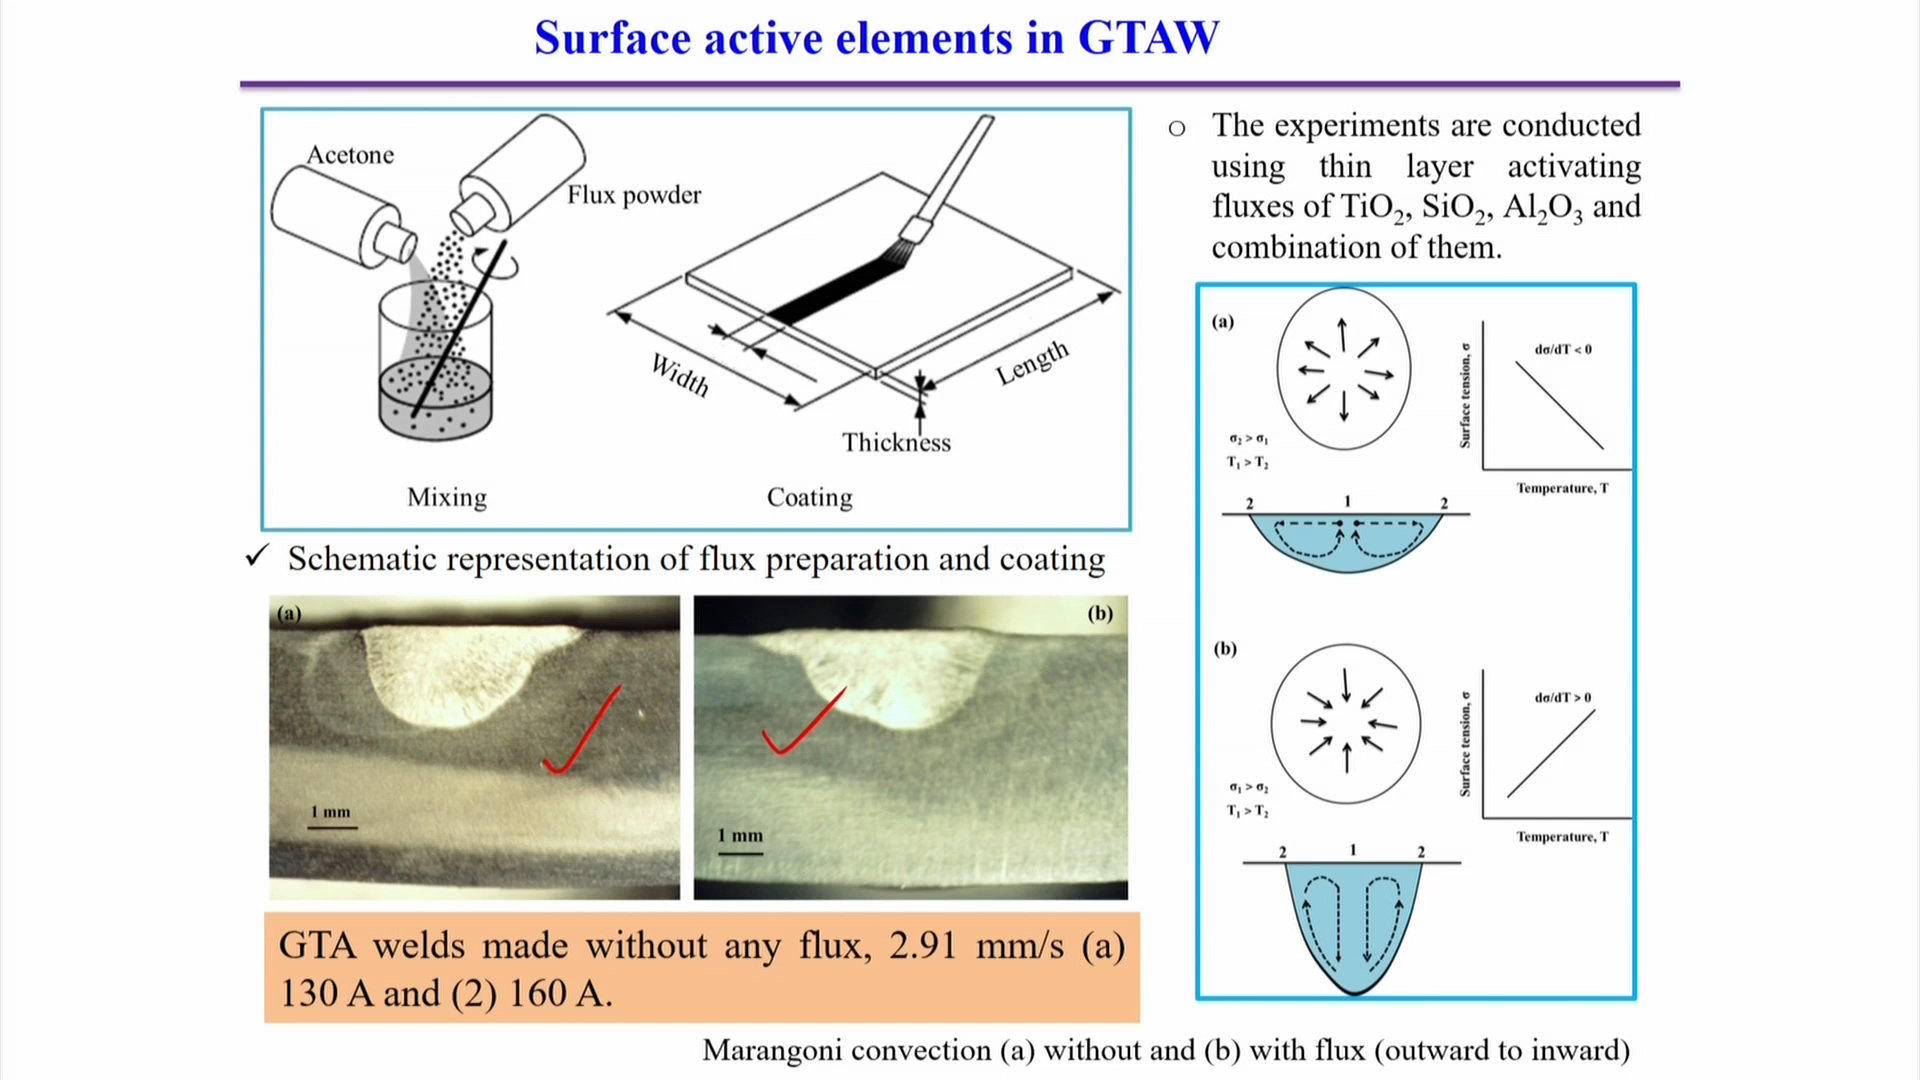 Surface active elements in GTAW
Acetone
Flux powder
Width
Length
Thickness
Mixing
Coating
✓ Schematic representation of flux preparation and coating
(a)
1 mm
(b)
1 mm
GTA welds made without any flux, 2.91 mm/s (a)
130 A and (2) 160 A.
o The experiments are conducted
using thin layer activating
fluxes of TiO₂, SiO₂, Al₂O₃ and
combination of them.
(a)
σ₂ > σ₁
T₁ > T₂
Surface tension, σ
dσ/dT < 0
Temperature, T
2 1 2
(b)
σ₁ > σ₂
T₁ > T₂
Surface tension, σ
dσ/dT > 0
Temperature, T
2 1 2
Marangoni convection (a) without and (b) with flux (outward to inward)